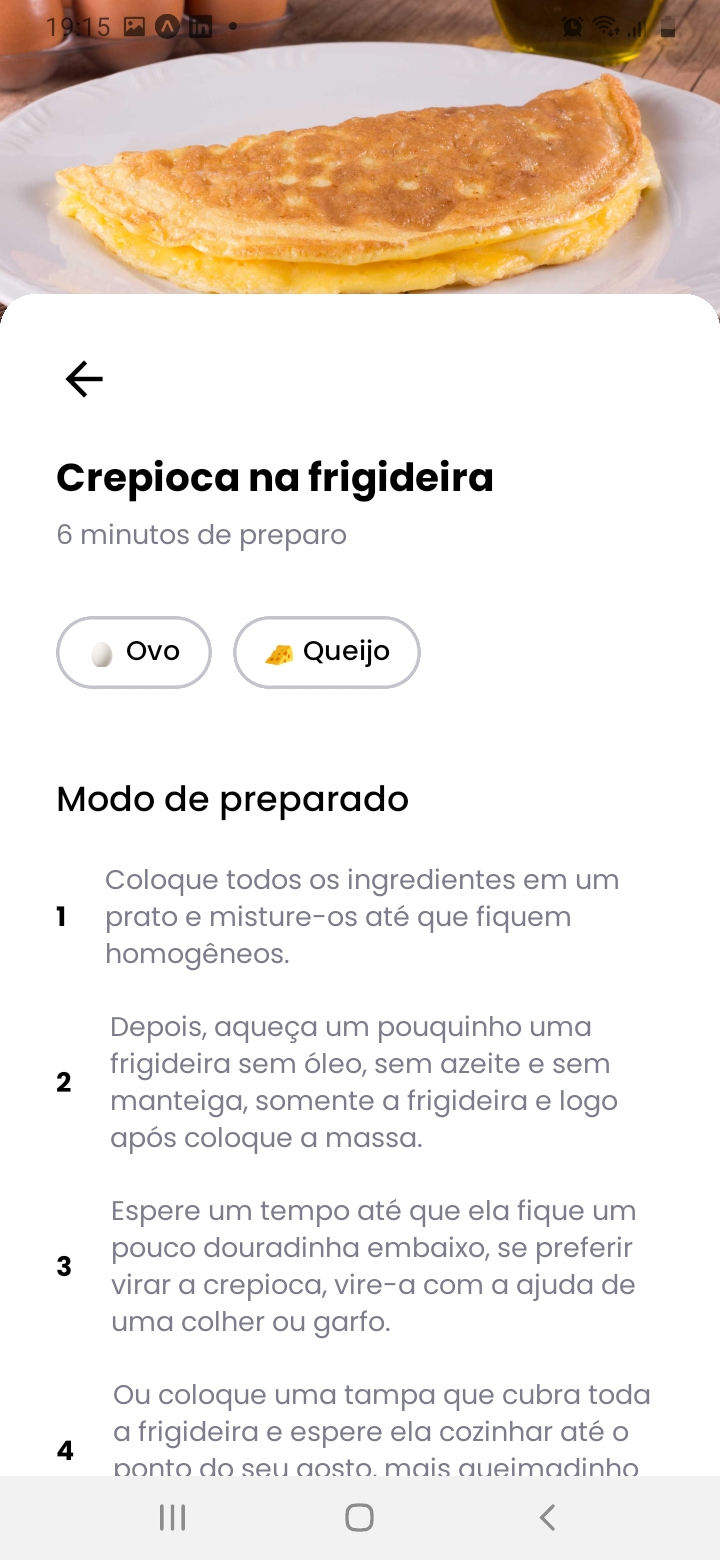 19:15
Crepioca na frigideira
6 minutos de preparo
Ovo
Queijo
Modo de preparado
1
Coloque todos os ingredientes em um
prato e misture-os até que fiquem
homogêneos.
2
Depois, aqueça um pouquinho uma
frigideira sem óleo, sem azeite e sem
manteiga, somente a frigideira e logo
após coloque a massa.
3
Espere um tempo até que ela fique um
pouco douradinha embaixo, se preferir
virar a crepioca, vire-a com a ajuda de
uma colher ou garfo.
4
Ou coloque uma tampa que cubra toda
a frigideira e espere ela cozinhar até o
ponto do seu gosto, mais queimadinho